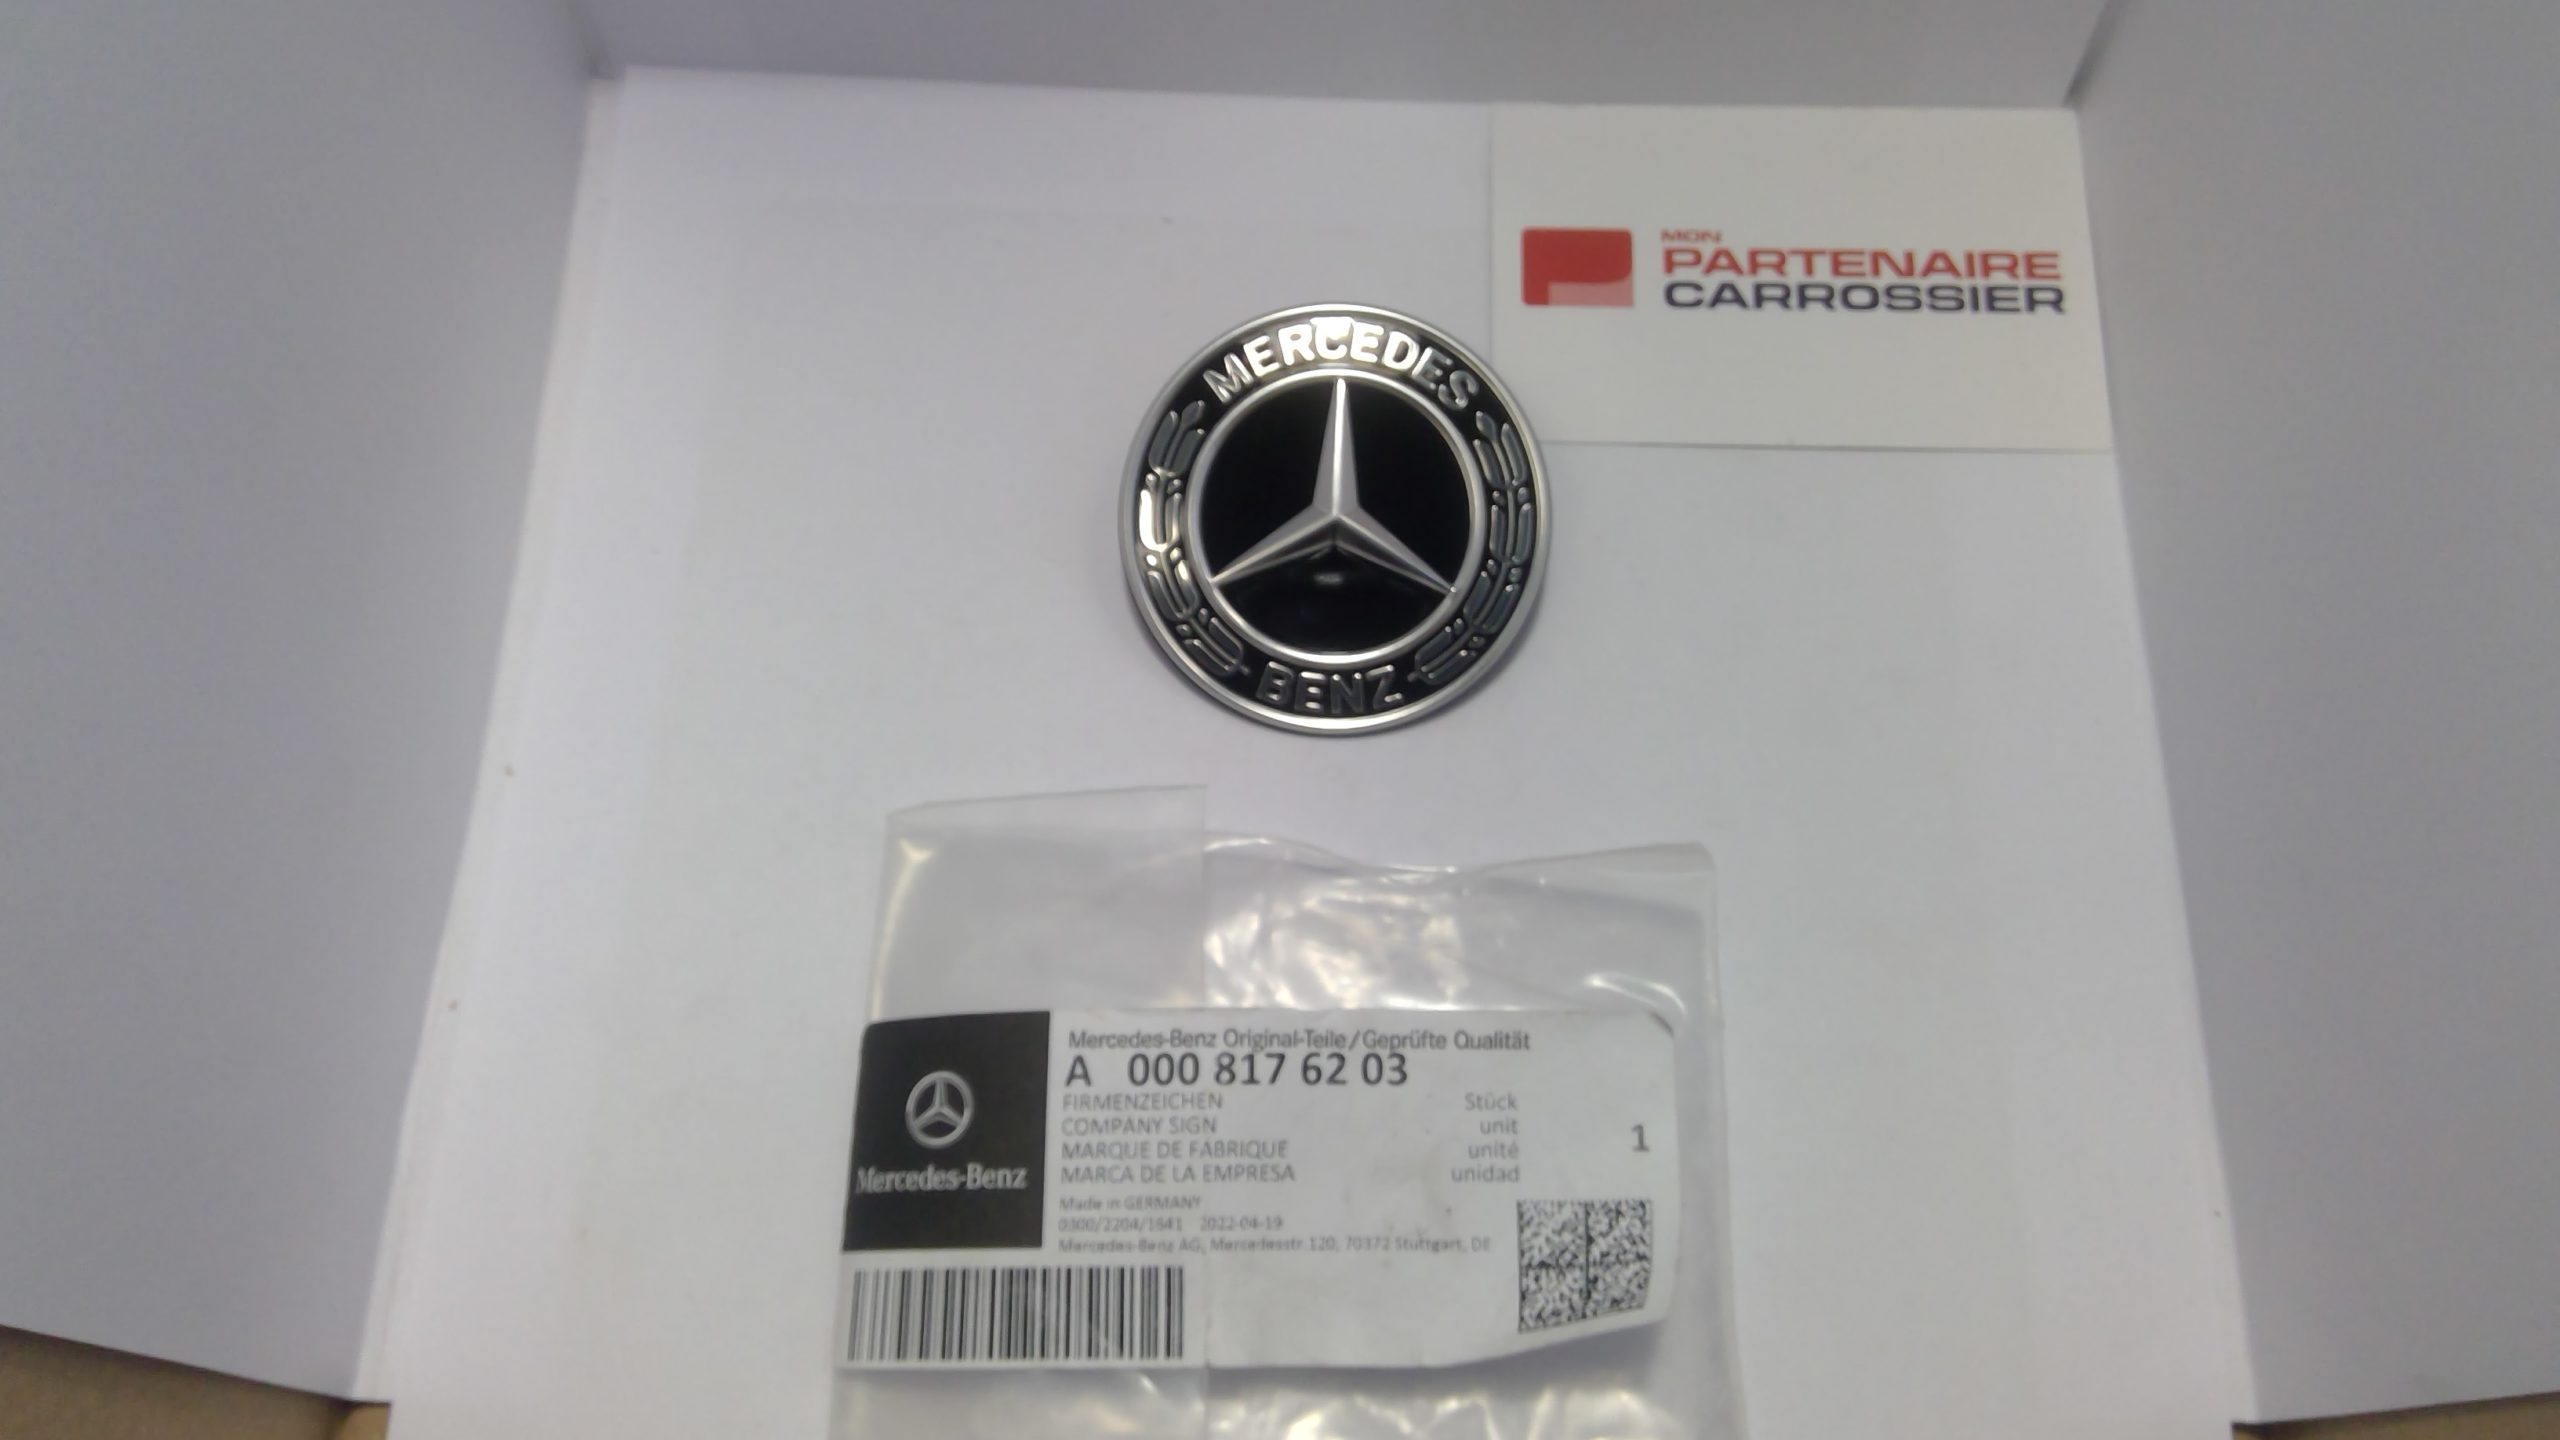 MON
PARTENAIRE
CARROSSIER
MERCEDES
BENZ
Mercedes-Benz Original-Teile/Geprüfte Qualität
A 000 817 62 03
FIRMENZEICHEN Stück
COMPANY SIGN unit
MARQUE DE FABRIQUE unité
MARCA DE LA EMPRESA unidad
1
Mercedes-Benz
Made in GERMANY
0300/2204/1841 2022-04-19
Mercedes-Benz AG, Mercedesstr.120, 70372 Stuttgart, DE